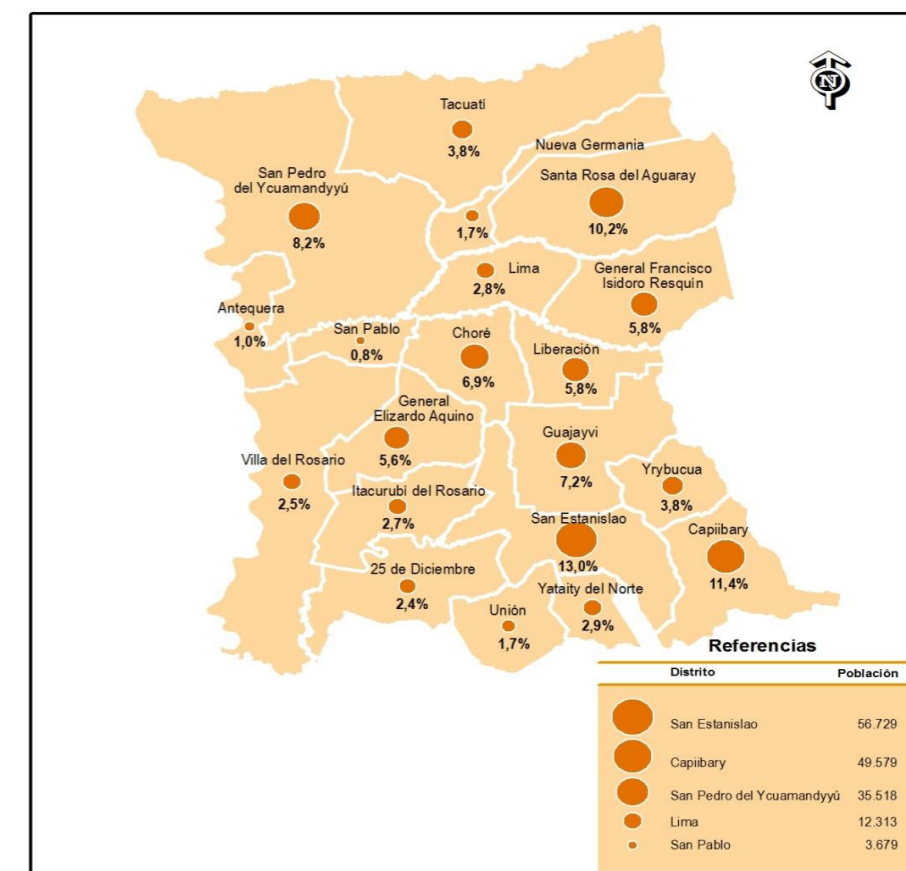 N
Tacuati
3,8%
Nueva Germania
San Pedro
del Ycuamandyyú
8,2%
Santa Rosa del Aguaray
10,2%
1,7%
Lima
2,8%
General Francisco
Isidoro Resquín
5,8%
Antequera
1,0%
San Pablo
0,8%
Choré
6,9%
Liberación
5,8%
General
Elizardo Aquino
5,6%
Guajayvi
7,2%
Villa del Rosario
2,5%
Yrybucua
3,8%
Itacurubi del Rosario
2,7%
San Estanislao
13,0%
Capiibary
11,4%
25 de Diciembre
2,4%
Unión
1,7%
Yataity del Norte
2,9%
Referencias
Distrito Población
San Estanislao 56.729
Capiibary 49.579
San Pedro del Ycuamandyyú 35.518
Lima 12.313
San Pablo 3.679